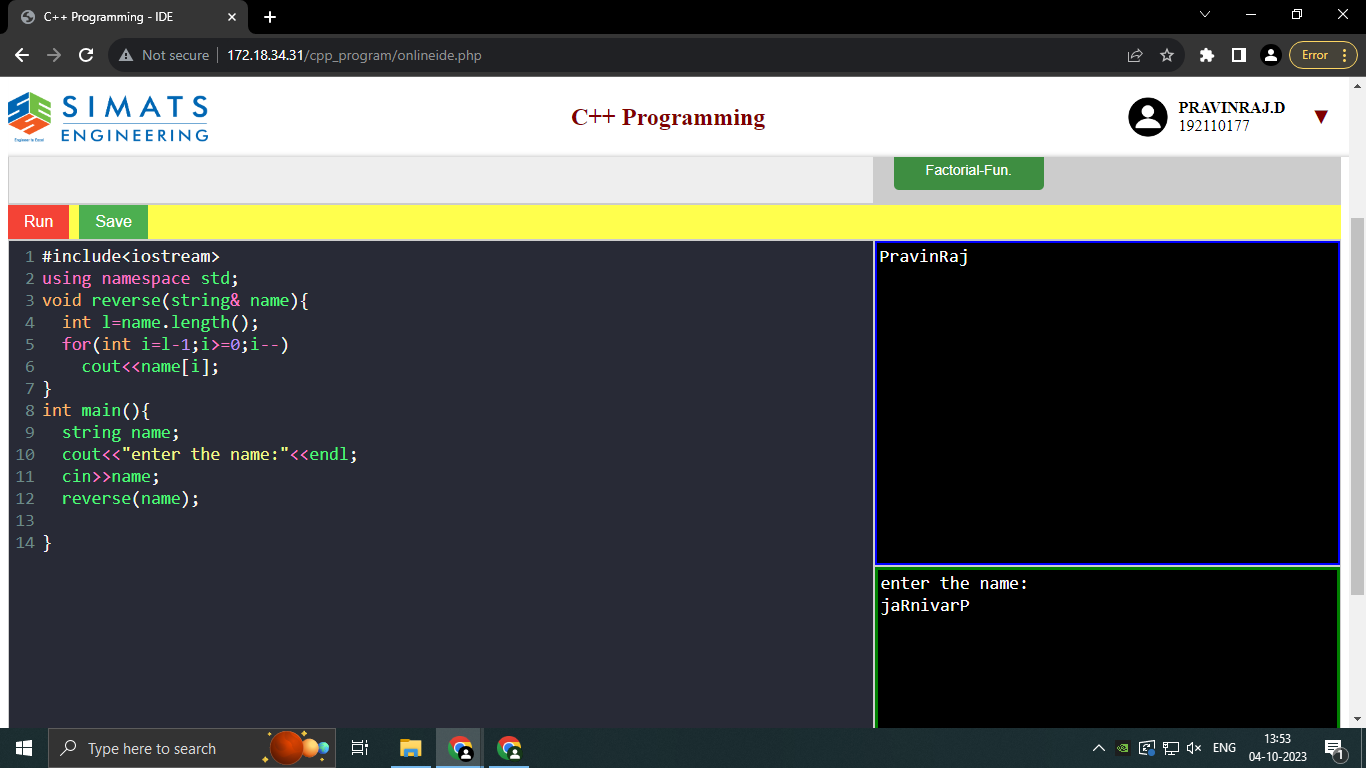 C++ Programming - IDE
Not secure 172.18.34.31/cpp_program/onlineide.php Error
SIMATS
ENGINEERING
Engineer to Excel
C++ Programming
PRAVINRAJ.D
192110177
Factorial-Fun.
Run Save
1 #include<iostream>
2 using namespace std;
3 void reverse(string& name){
4   int l=name.length();
5   for(int i=l-1;i>=0;i--)
6     cout<<name[i];
7 }
8 int main(){
9   string name;
10   cout<<"enter the name:"<<endl;
11   cin>>name;
12   reverse(name);
13
14 }
PravinRaj
enter the name:
jaRnivarP
Type here to search
ENG
13:53
04-10-2023
1